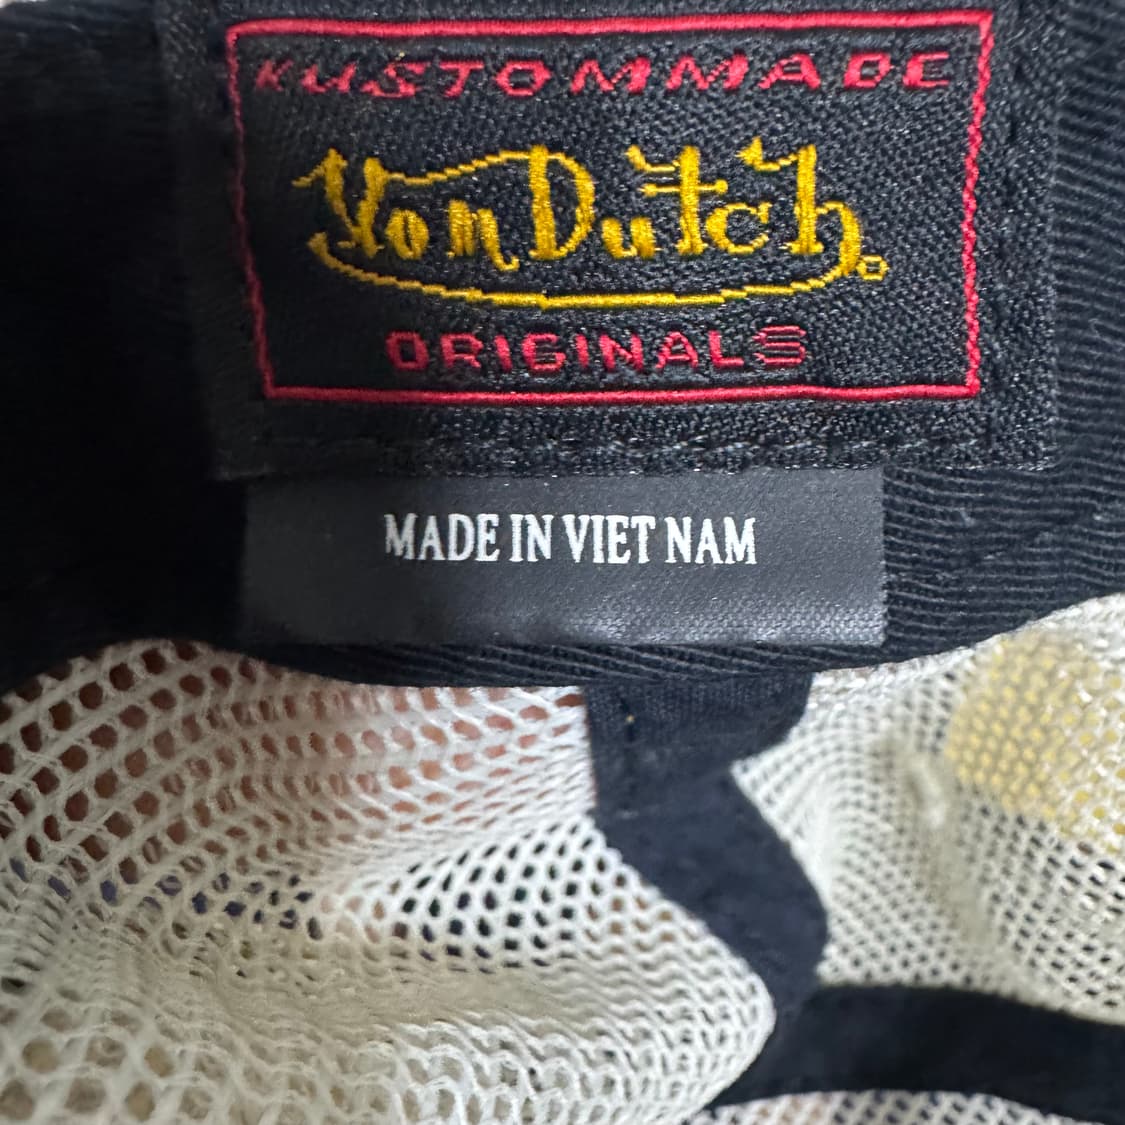 KUSTOMMADE
Von Dutch®
ORIGINALS
MADE IN VIET NAM